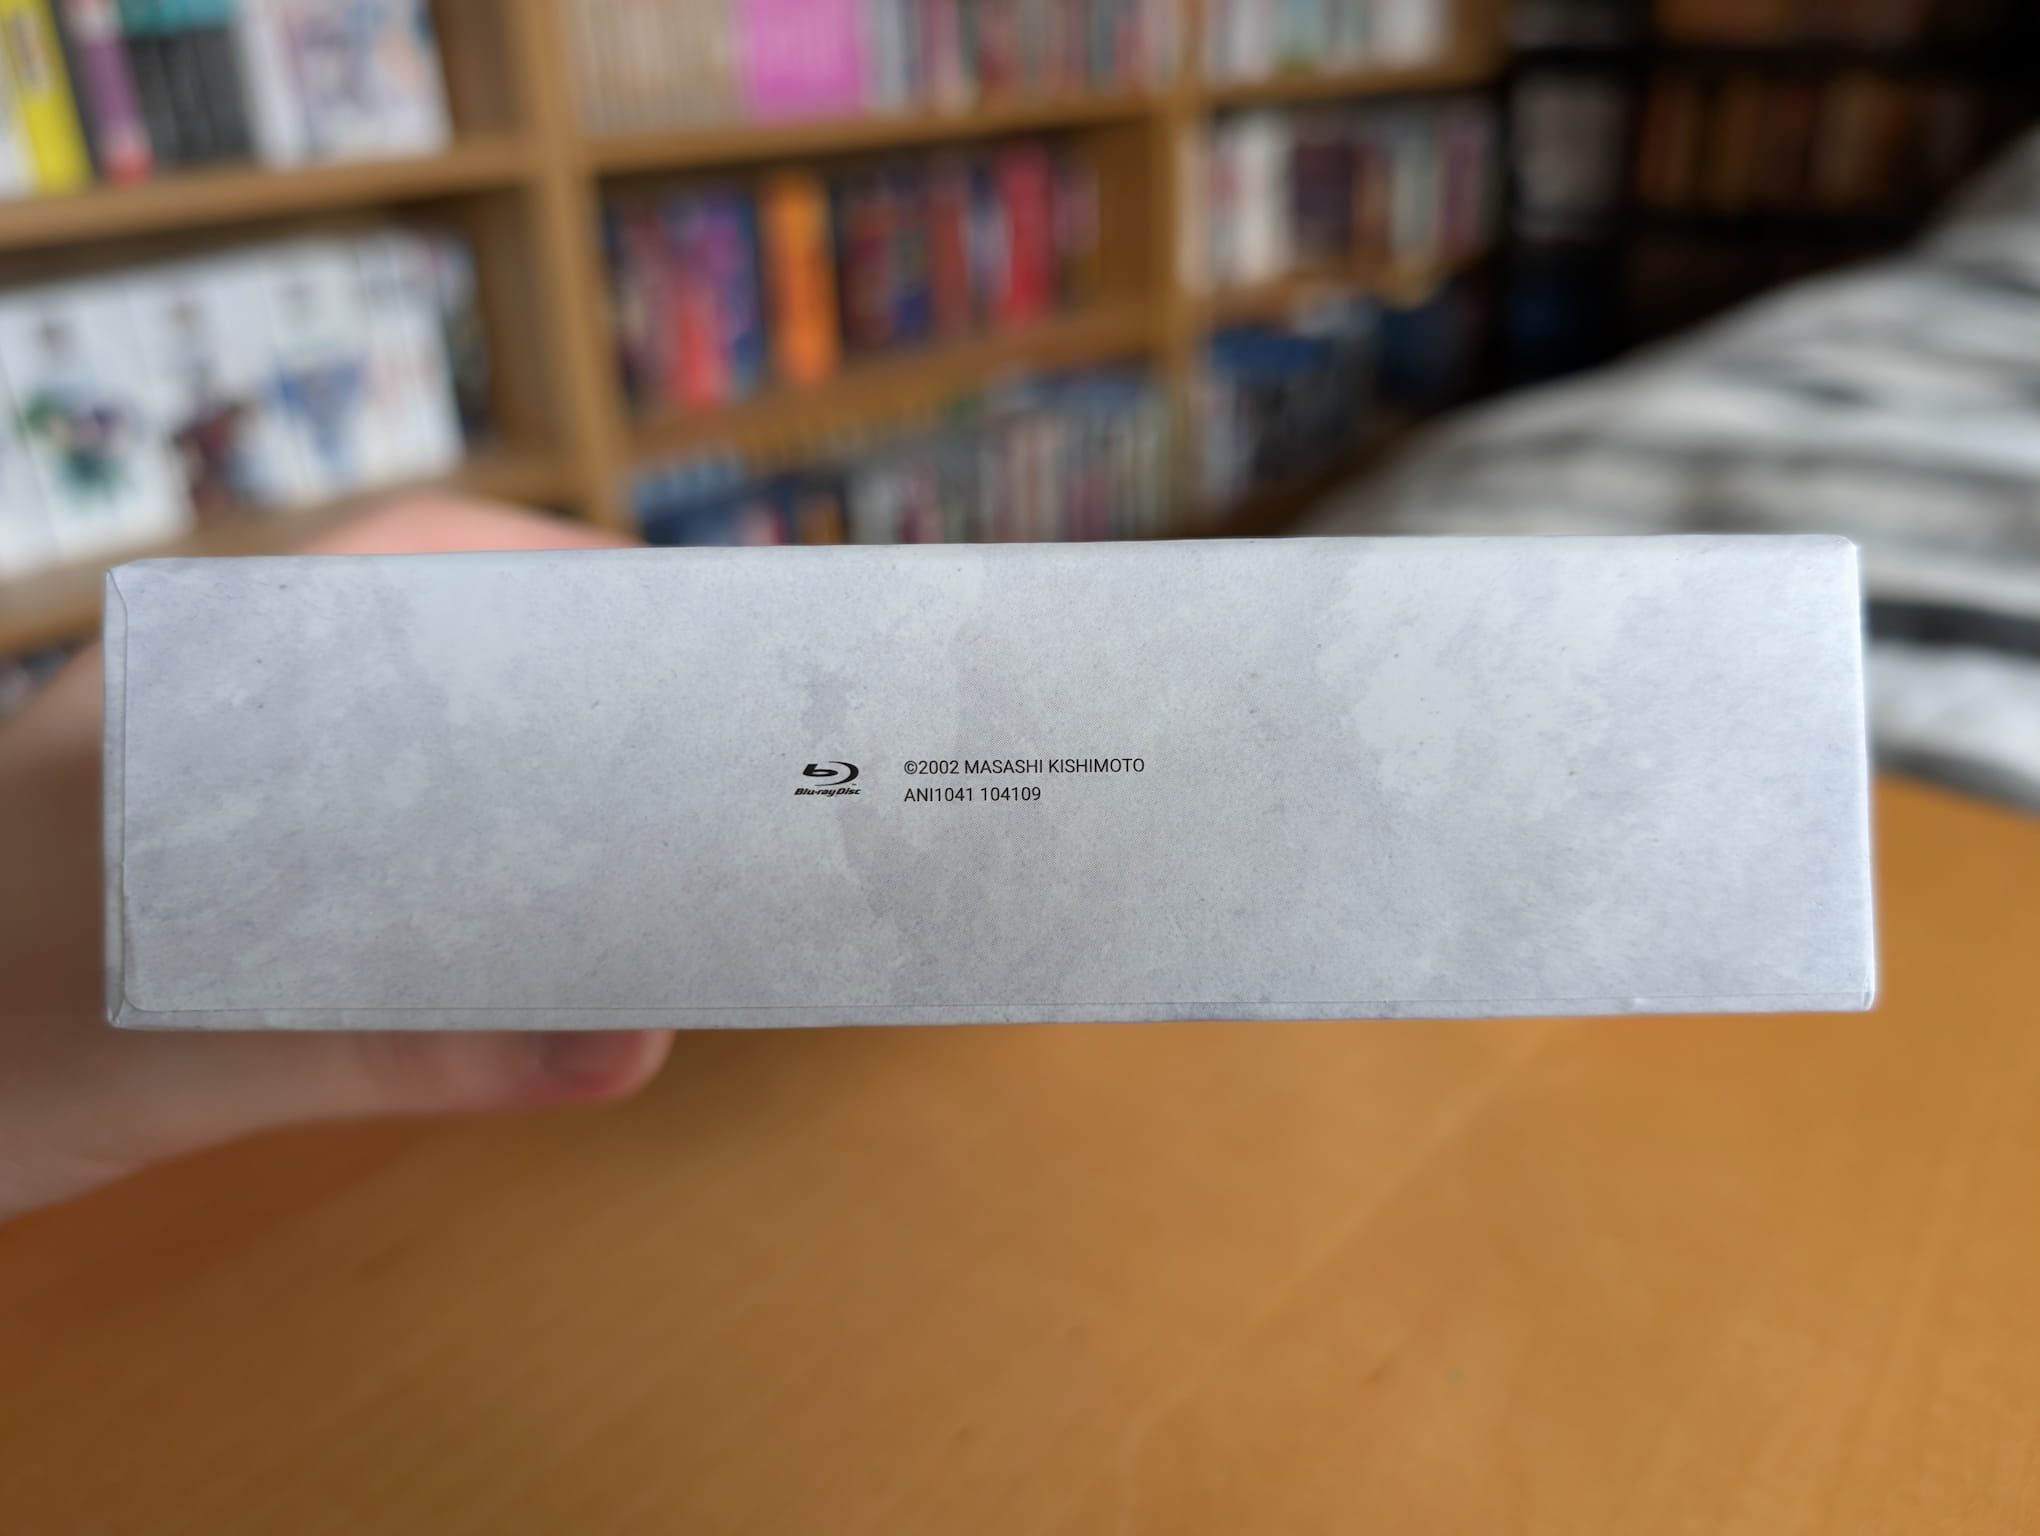 Blu-ray Disc
©2002 MASASHI KISHIMOTO
ANI1041 104109